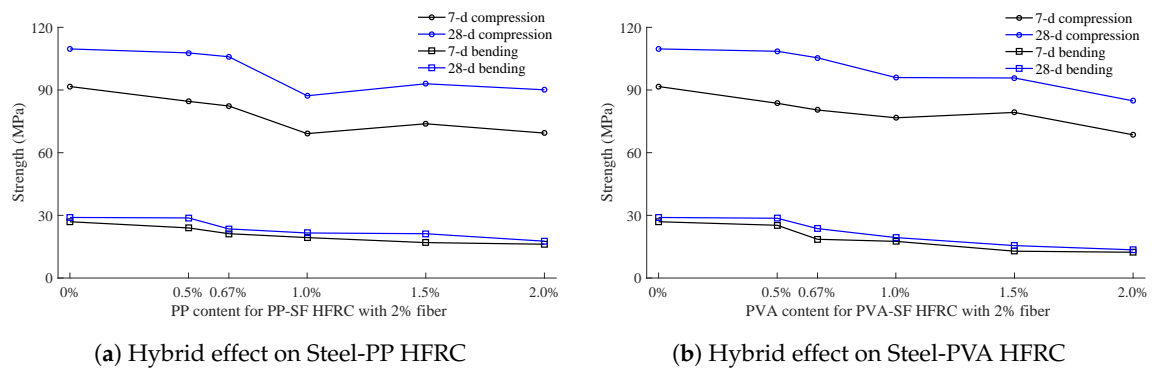 120
90
60
30
0
Strength (MPa)
7-d compression
28-d compression
7-d bending
28-d bending
0%
0.5%
0.67%
1.0%
1.5%
2.0%
PP content for PP-SF HFRC with 2% fiber
(a) Hybrid effect on Steel-PP HFRC
120
90
60
30
0
Strength (MPa)
7-d compression
28-d compression
7-d bending
28-d bending
0%
0.5%
0.67%
1.0%
1.5%
2.0%
PVA content for PVA-SF HFRC with 2% fiber
(b) Hybrid effect on Steel-PVA HFRC